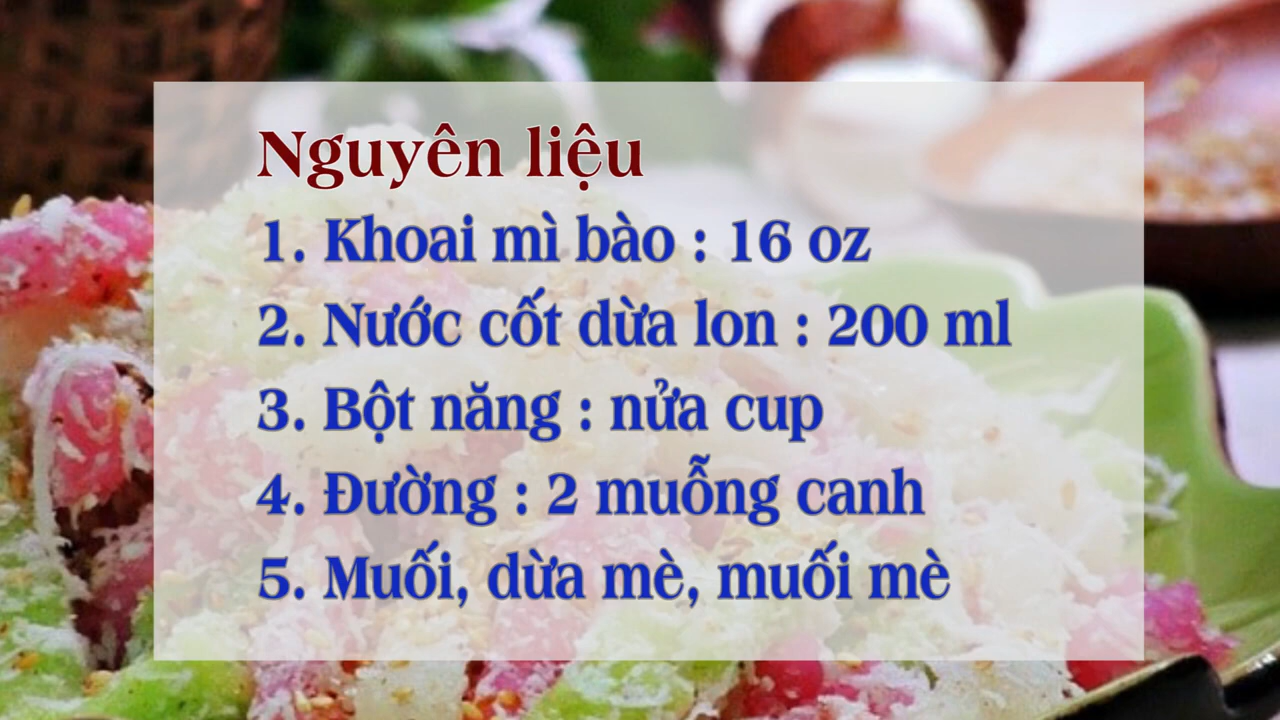 Nguyên liệu
1. Khoai mì bào : 16 oz
2. Nước cốt dừa lon : 200 ml
3. Bột năng : nửa cup
4. Đường : 2 muỗng canh
5. Muối, dừa mè, muối mè